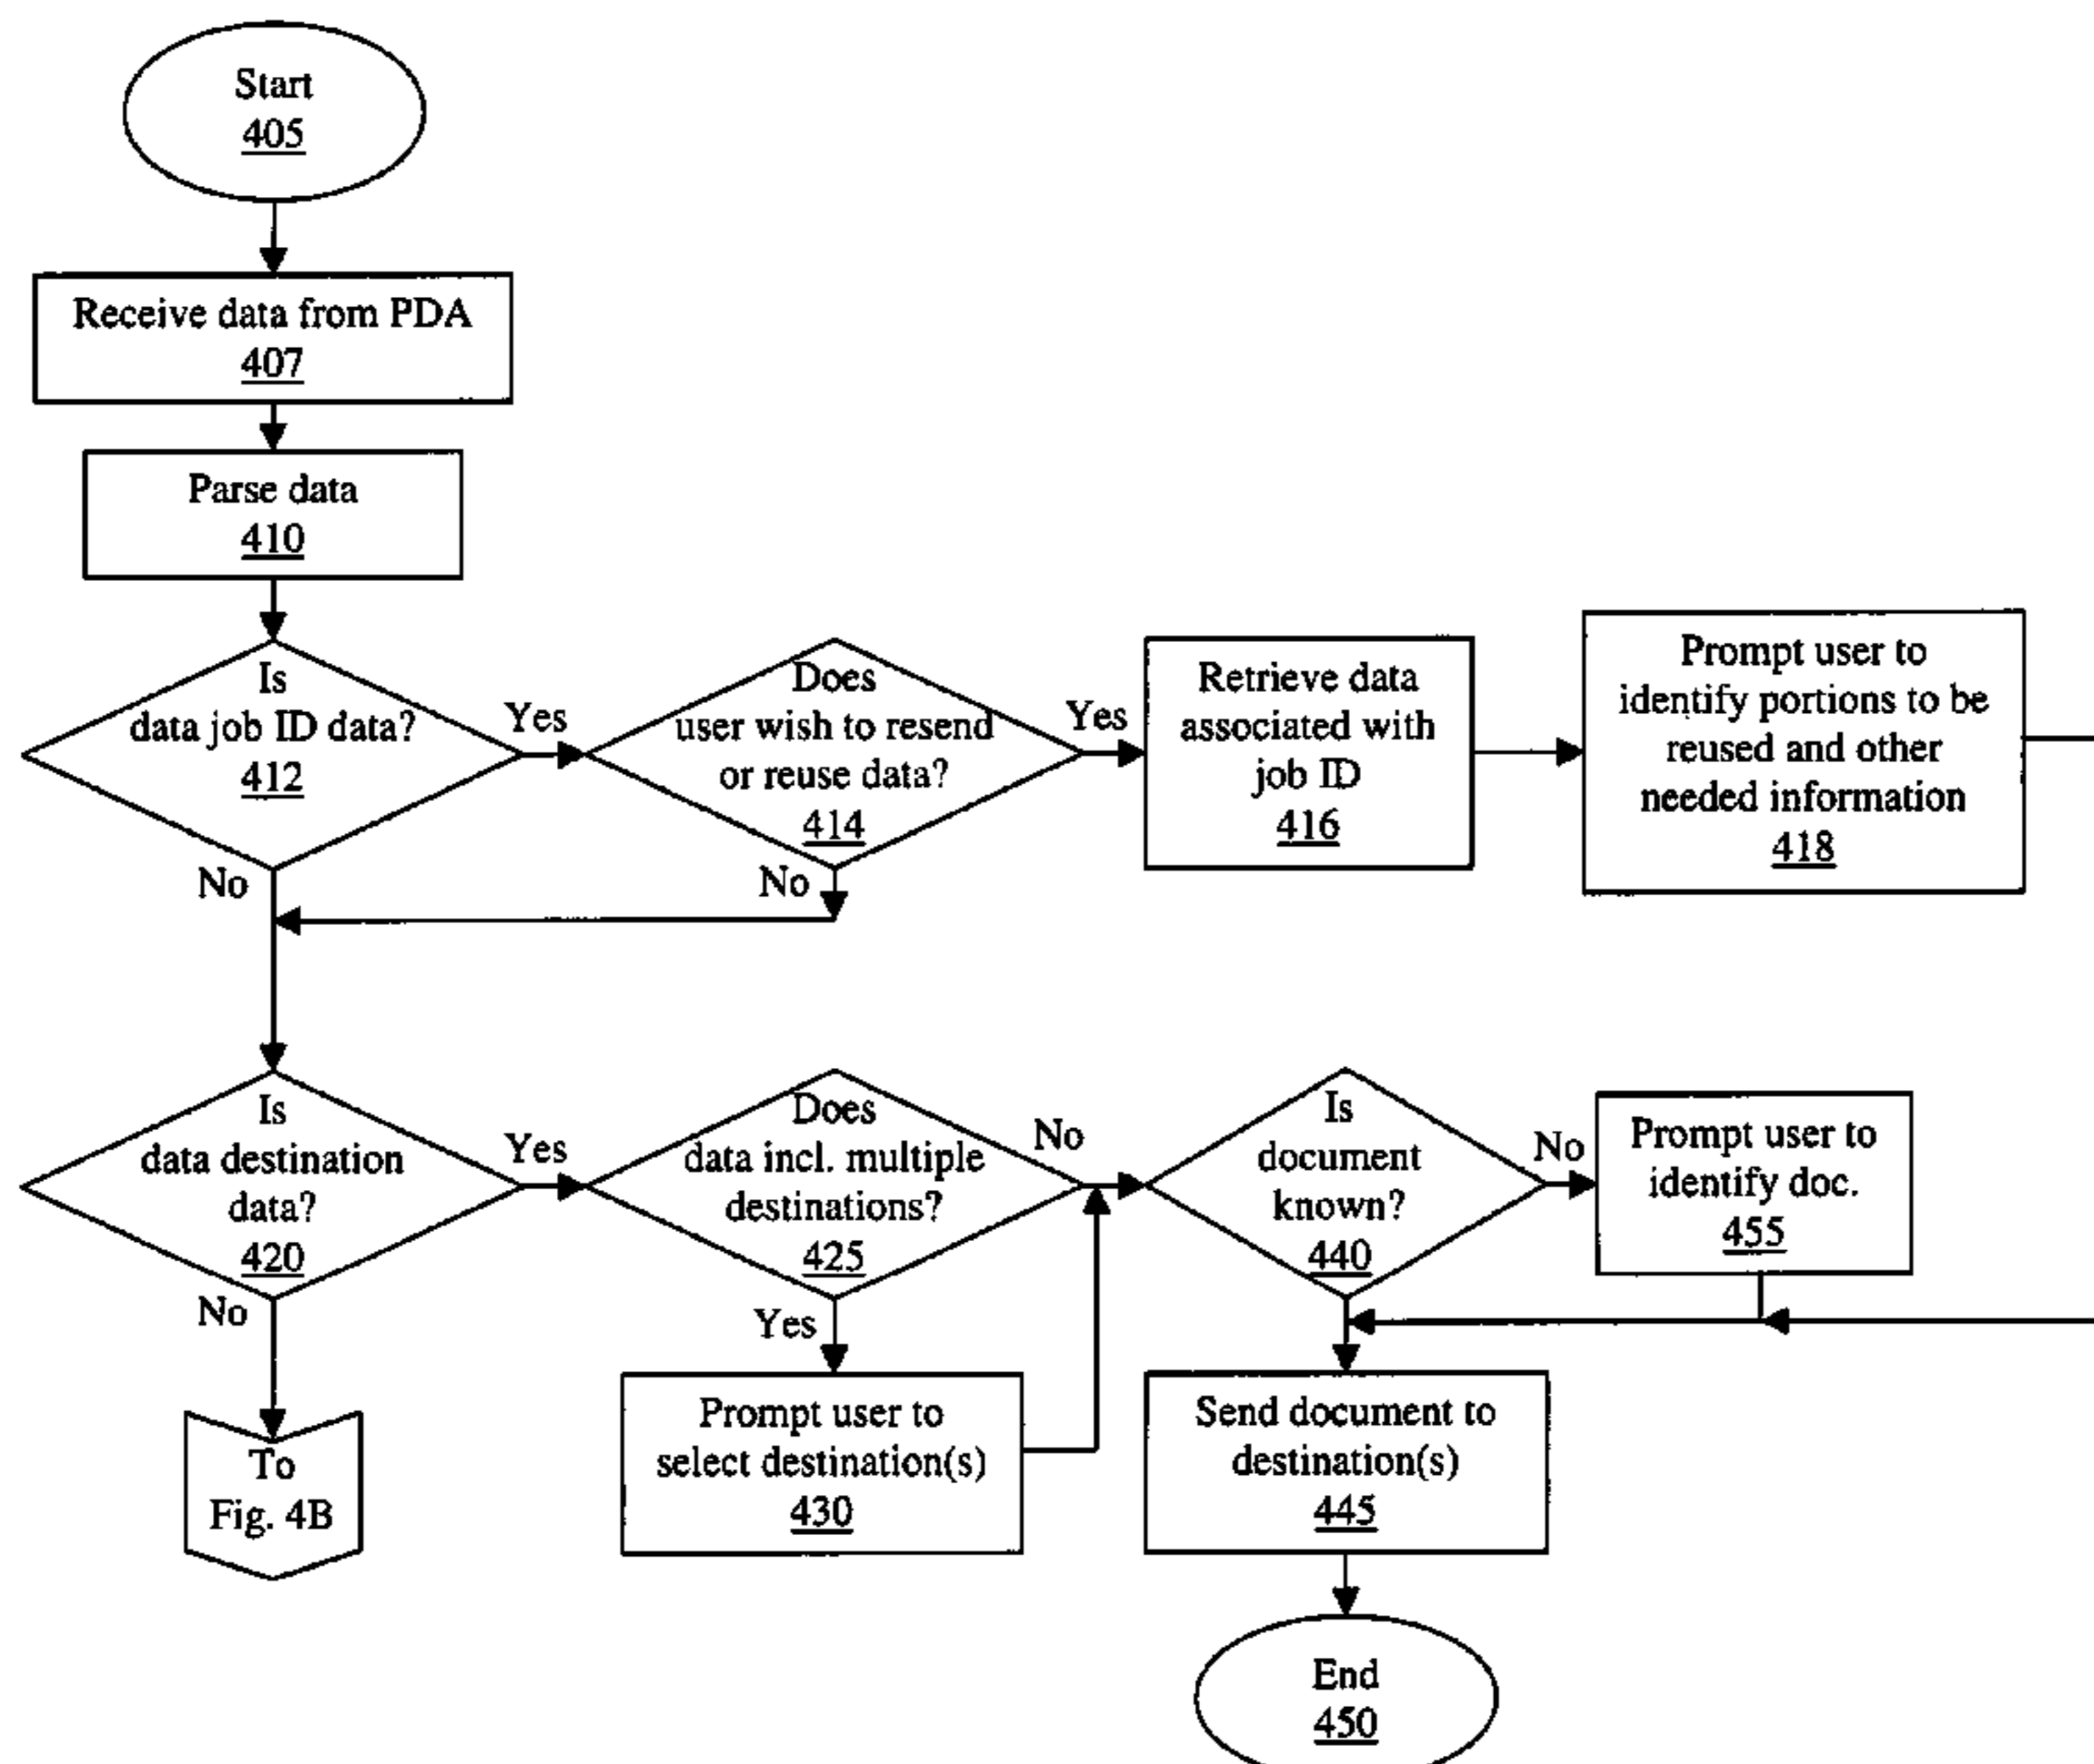 Start
405
Receive data from PDA
407
Parse data
410
Is
data job ID data?
412
Yes
No
Does
user wish to resend
or reuse data?
414
Yes
No
Retrieve data
associated with
job ID
416
Prompt user to
identify portions to be
reused and other
needed information
418
Is
data destination
data?
420
Yes
No
To
Fig. 4B
Does
data incl. multiple
destinations?
425
No
Yes
Prompt user to
select destination(s)
430
Is
document
known?
440
No
Prompt user to
identify doc.
455
Send document to
destination(s)
445
End
450